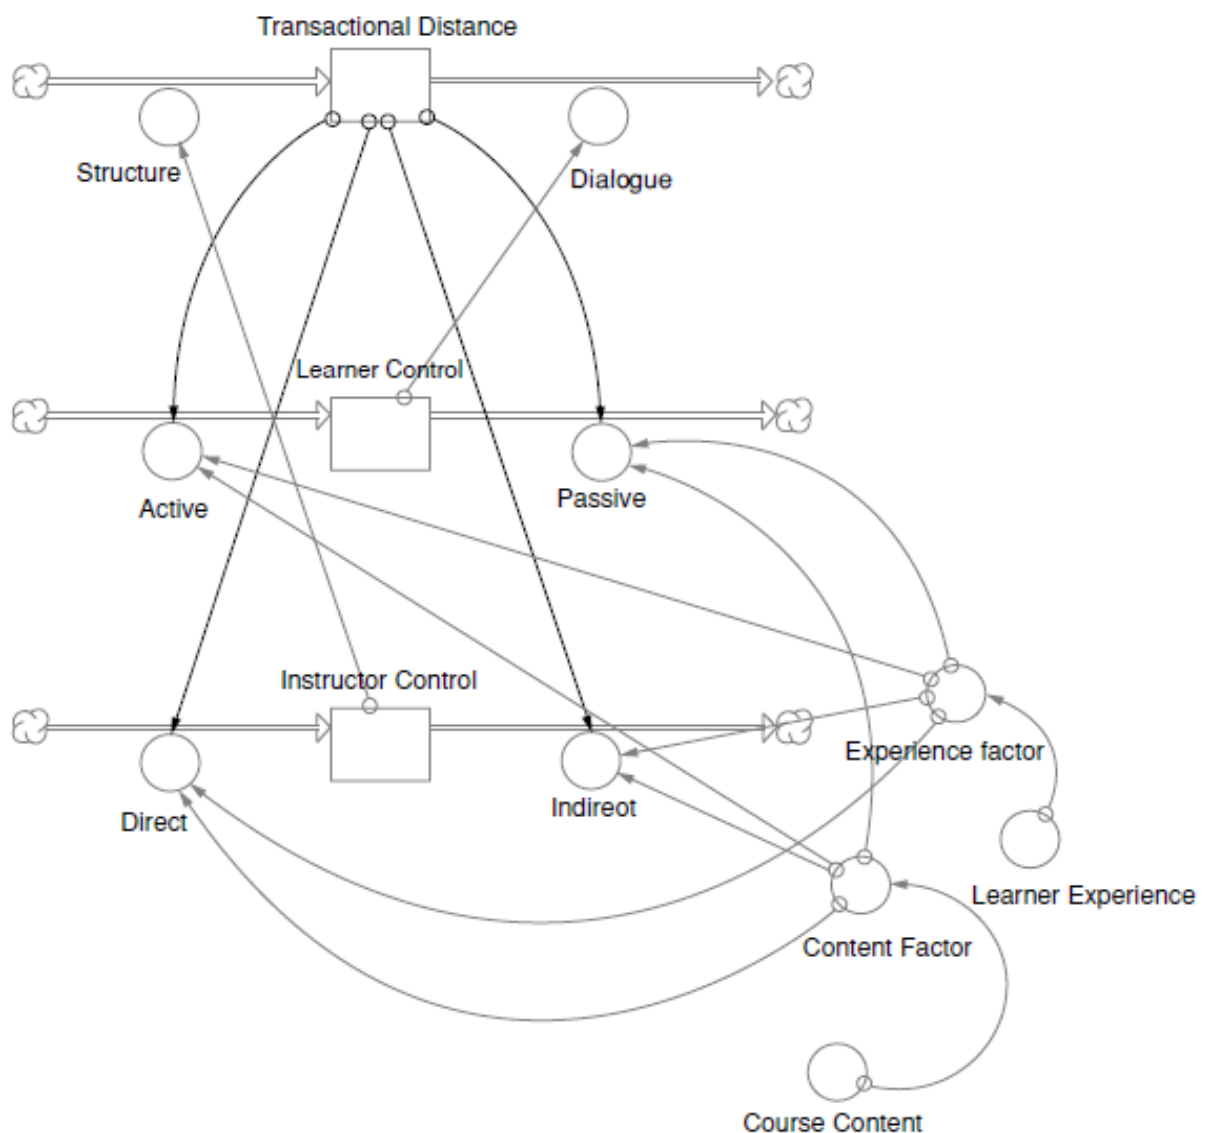 Transactional Distance
Structure
Dialogue
Learner Control
Active
Passive
Instructor Control
Experience factor
Direct
Indireot
Learner Experience
Content Factor
Course Content